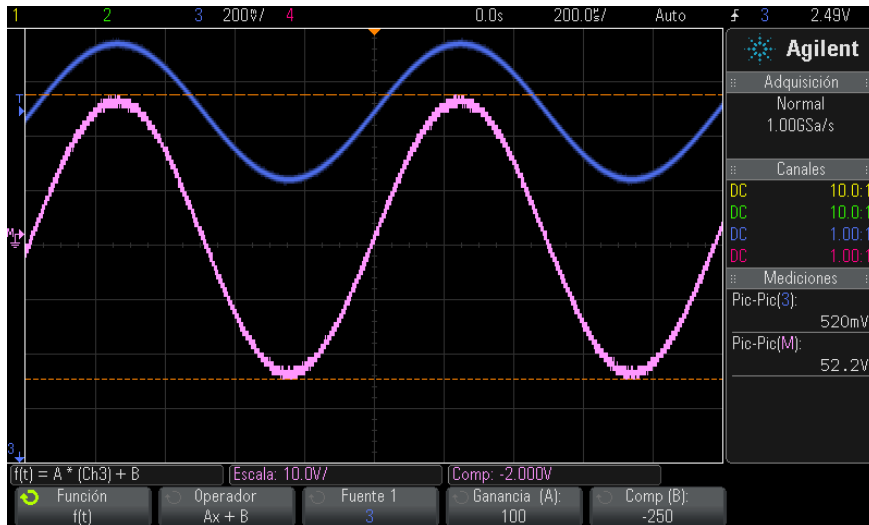 1 2 3 200♈/ 4 0.0s 200.0㎲/ Auto 3 2.49V
Agilent
Adquisición
Normal
1.00GSa/s
Canales
DC 10.0:1
DC 10.0:1
DC 1.00:1
DC 1.00:1
Mediciones
Pic-Pic(3):
520mV
Pic-Pic(M):
52.2V
T
M
3
f(t) = A * (Ch3) + B Escala: 10.0V/ Comp: -2.000V
Función Operador Fuente 1 Ganancia (A): Comp (B):
f(t) Ax + B 3 100 -250